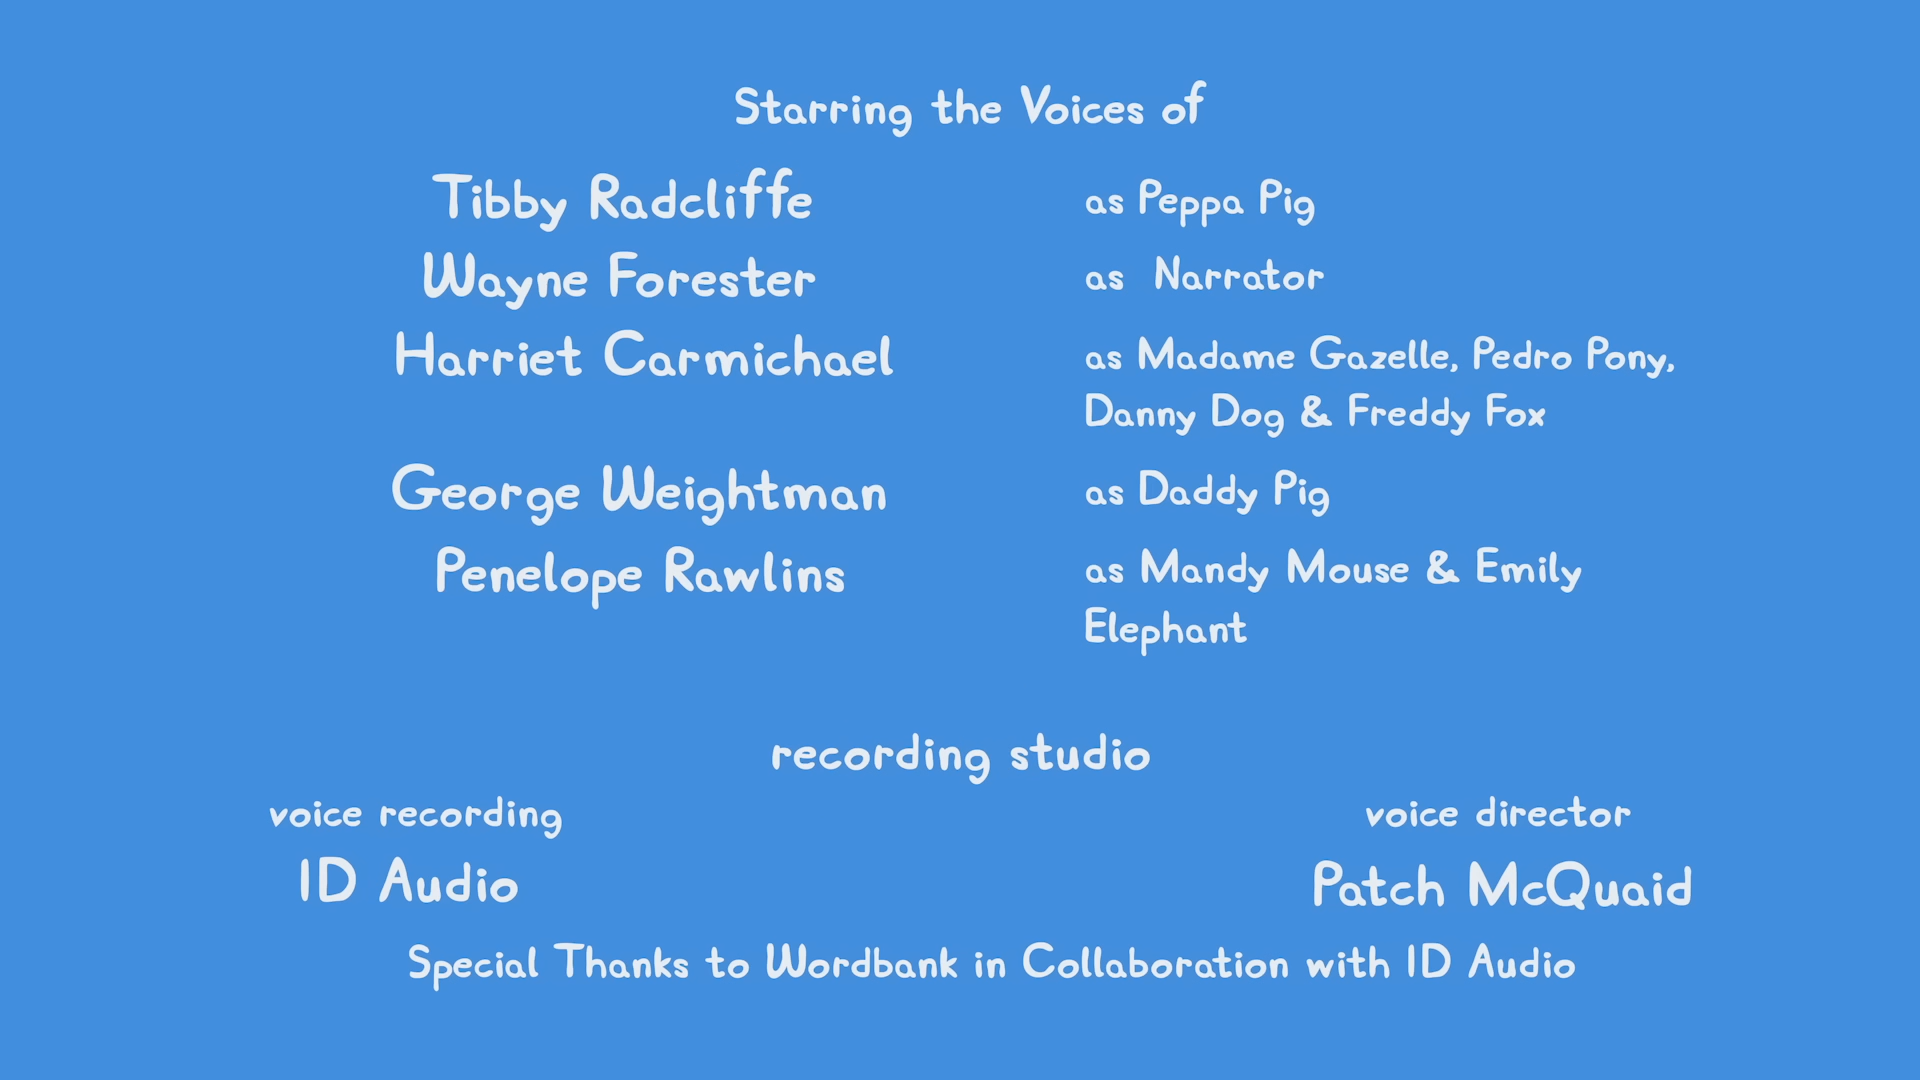 Starring the Voices of
Tibby Radcliffe as Peppa Pig
Wayne Forester as Narrator
Harriet Carmichael as Madame Gazelle, Pedro Pony,
Danny Dog & Freddy Fox
George Weightman as Daddy Pig
Penelope Rawlins as Mandy Mouse & Emily
Elephant
recording studio
voice recording voice director
ID Audio Patch McQuaid
Special Thanks to Wordbank in Collaboration with ID Audio